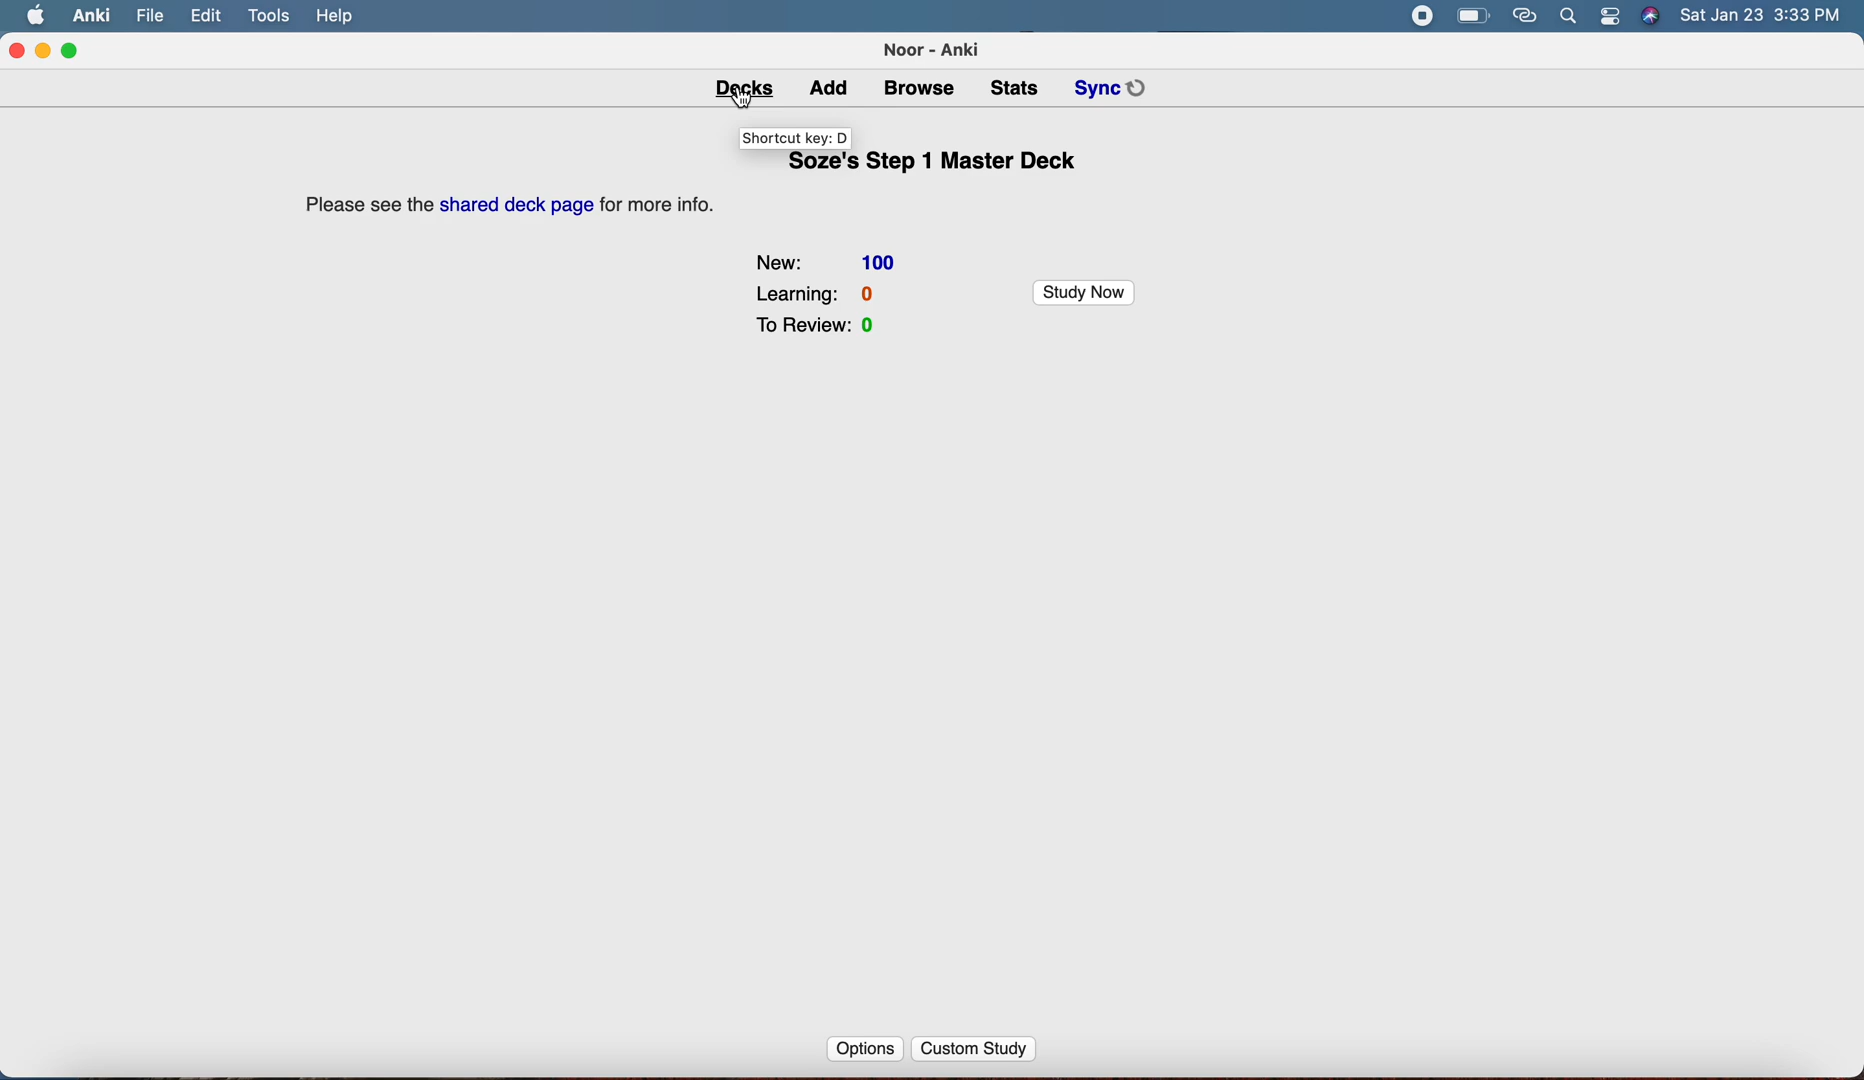 Anki File Edit Tools Help Sat Jan 23 3:33 PM
Noor - Anki
Decks Add Browse Stats Sync
Shortcut key: D
Soze's Step 1 Master Deck
Please see the shared deck page for more info.
New: 100
Learning: 0 Study Now
To Review: 0
Options Custom Study